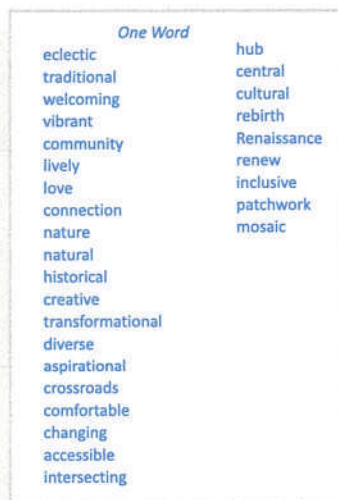 One Word
eclectic
traditional
welcoming
vibrant
community
lively
love
connection
nature
natural
historical
creative
transformational
diverse
aspirational
crossroads
comfortable
changing
accessible
intersecting
hub
central
cultural
rebirth
Renaissance
renew
inclusive
patchwork
mosaic